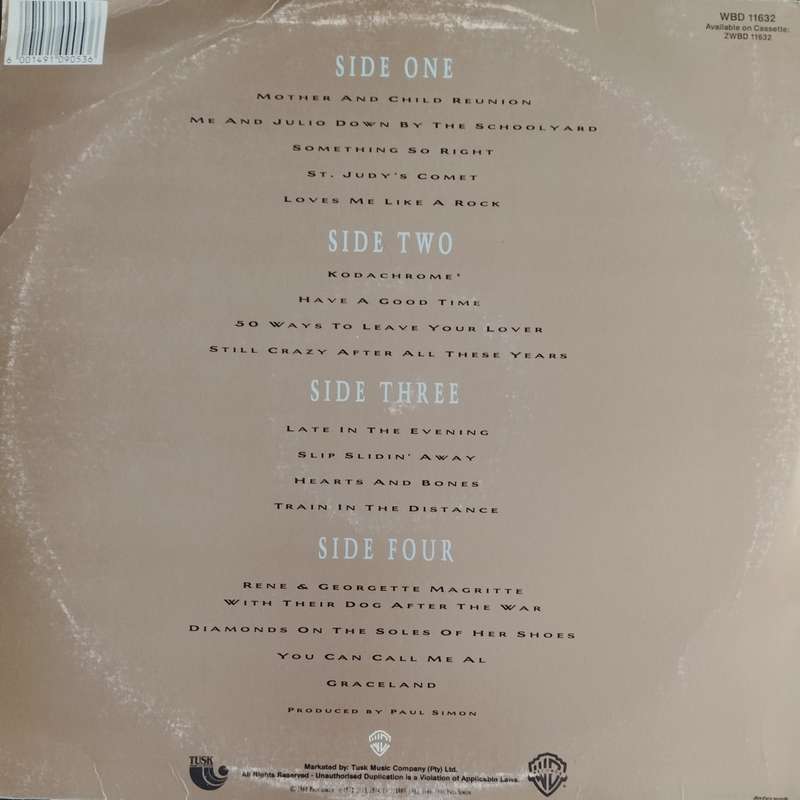 WBD 11632
Available on Cassette:
ZWBD 11632
6 001491 090536
SIDE ONE
MOTHER AND CHILD REUNION
ME AND JULIO DOWN BY THE SCHOOLYARD
SOMETHING SO RIGHT
ST. JUDY'S COMET
LOVES ME LIKE A ROCK
SIDE TWO
KODACHROME*
HAVE A GOOD TIME
50 WAYS TO LEAVE YOUR LOVER
STILL CRAZY AFTER ALL THESE YEARS
SIDE THREE
LATE IN THE EVENING
SLIP SLIDIN' AWAY
HEARTS AND BONES
TRAIN IN THE DISTANCE
SIDE FOUR
RENE & GEORGETTE MAGRITTE
WITH THEIR DOG AFTER THE WAR
DIAMONDS ON THE SOLES OF HER SHOES
YOU CAN CALL ME AL
GRACELAND
PRODUCED BY PAUL SIMON
TUSK
Marketed by: Tusk Music Company (Pty) Ltd.
All Rights Reserved - Unauthorised Duplication is a Violation of Applicable Laws.
PAUL SIMON